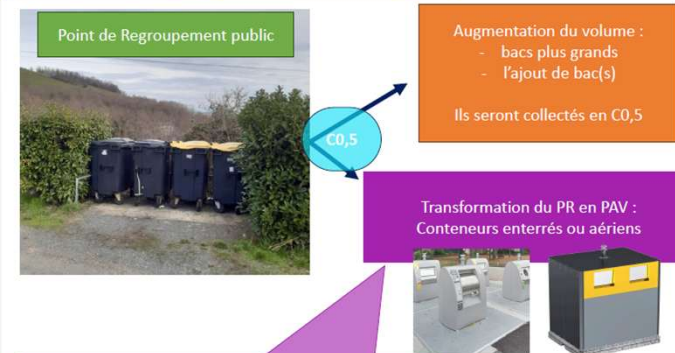 Point de Regroupement public
Augmentation du volume :
- bacs plus grands
- l'ajout de bac(s)
Ils seront collectés en C0,5
C0,5
Transformation du PR en PAV :
Conteneurs enterrés ou aériens